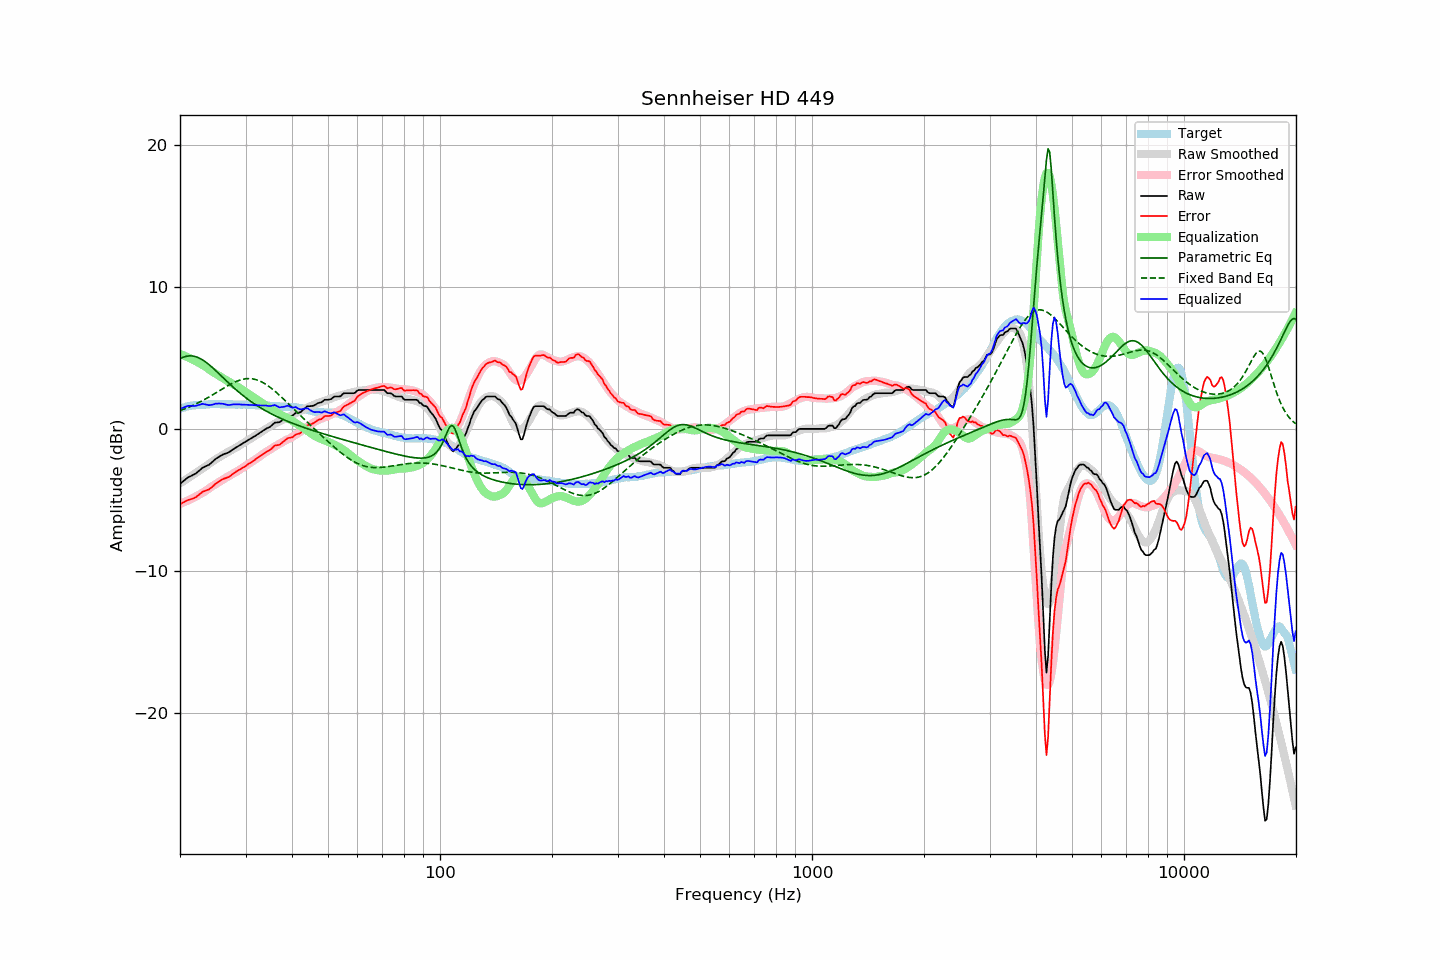 Sennheiser HD 449
Target
Raw Smoothed
Error Smoothed
Raw
Error
Equalization
Parametric Eq
Fixed Band Eq
Equalized
20
10
0
−10
−20
Amplitude (dBr)
100
1000
10000
Frequency (Hz)